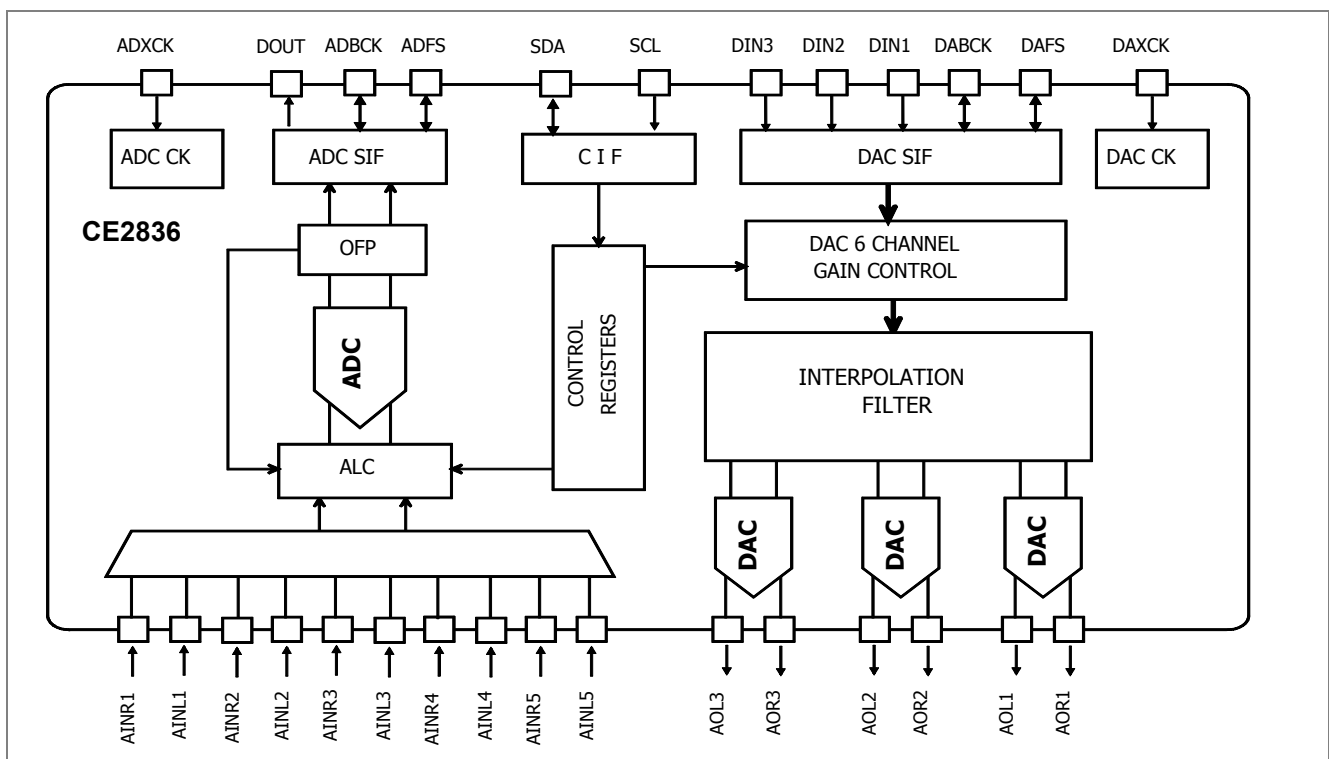 ADXCK
DOUT
ADBCK
ADFS
SDA
SCL
DIN3
DIN2
DIN1
DABCK
DAFS
DAXCK
ADC CK
ADC SIF
C I F
DAC SIF
DAC CK
CE2836
OFP
DAC 6 CHANNEL
GAIN CONTROL
ADC
CONTROL
REGISTERS
INTERPOLATION
FILTER
ALC
DAC
DAC
DAC
AINR1
AINL1
AINR2
AINL2
AINR3
AINL3
AINR4
AINL4
AINR5
AINL5
AOL3
AOR3
AOL2
AOR2
AOL1
AOR1